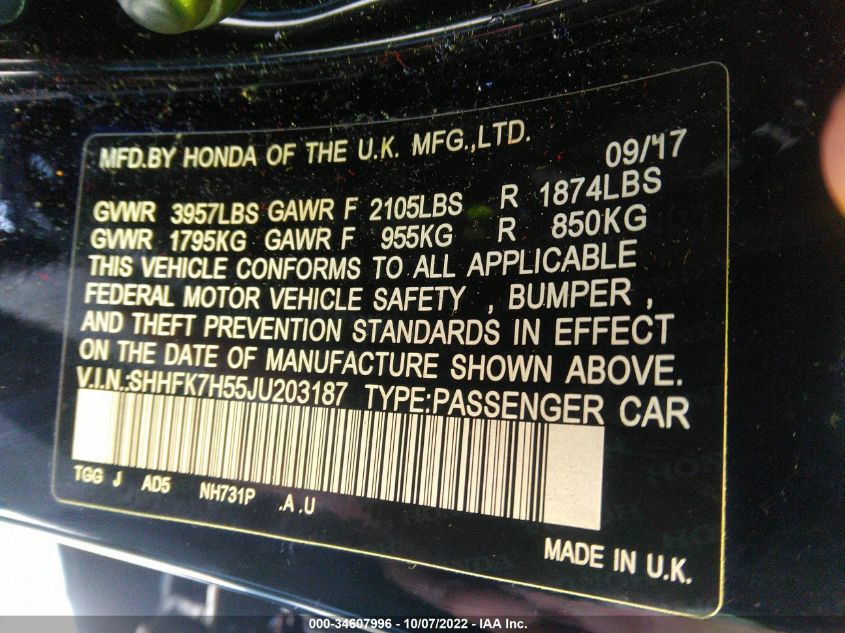 MFD.BY HONDA OF THE U.K. MFG.,LTD. 09/'17
GVWR 3957LBS GAWR F 2105LBS R 1874LBS
GVWR 1795KG GAWR F 955KG R 850KG
THIS VEHICLE CONFORMS TO ALL APPLICABLE
FEDERAL MOTOR VEHICLE SAFETY , BUMPER ,
AND THEFT PREVENTION STANDARDS IN EFFECT
ON THE DATE OF MANUFACTURE SHOWN ABOVE.
V.I.N.:SHHFK7H55JU203187 TYPE:PASSENGER CAR
TGG J AD5 NH731P .A .U
MADE IN U.K.
000-34607996 - 10/07/2022 - IAA Inc.